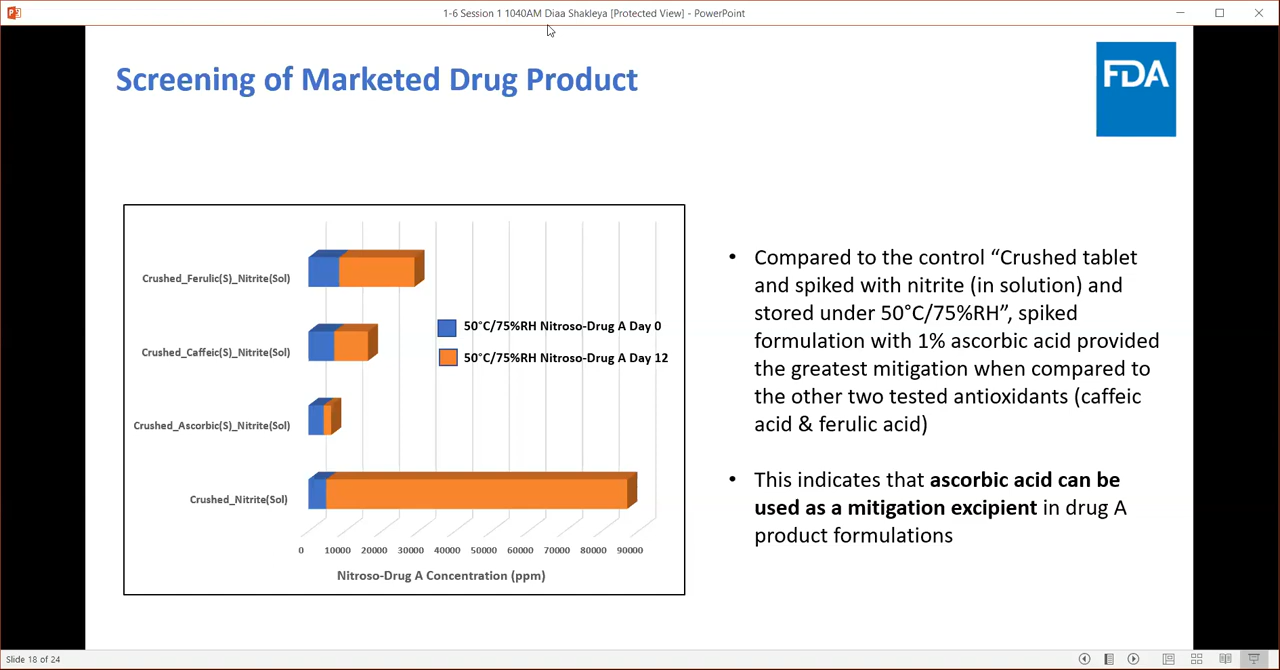 1-6 Session 1 1040AM Diaa Shakleya [Protected View] - PowerPoint
Screening of Marketed Drug Product
FDA
Crushed_Ferulic(S)_Nitrite(Sol)
Crushed_Caffeic(S)_Nitrite(Sol)
Crushed_Ascorbic(S)_Nitrite(Sol)
Crushed_Nitrite(Sol)
50°C/75%RH Nitroso-Drug A Day 0
50°C/75%RH Nitroso-Drug A Day 12
0 10000 20000 30000 40000 50000 60000 70000 80000 90000
Nitroso-Drug A Concentration (ppm)
• Compared to the control “Crushed tablet
and spiked with nitrite (in solution) and
stored under 50°C/75%RH”, spiked
formulation with 1% ascorbic acid provided
the greatest mitigation when compared to
the other two tested antioxidants (caffeic
acid & ferulic acid)
• This indicates that ascorbic acid can be
used as a mitigation excipient in drug A
product formulations
Slide 18 of 24